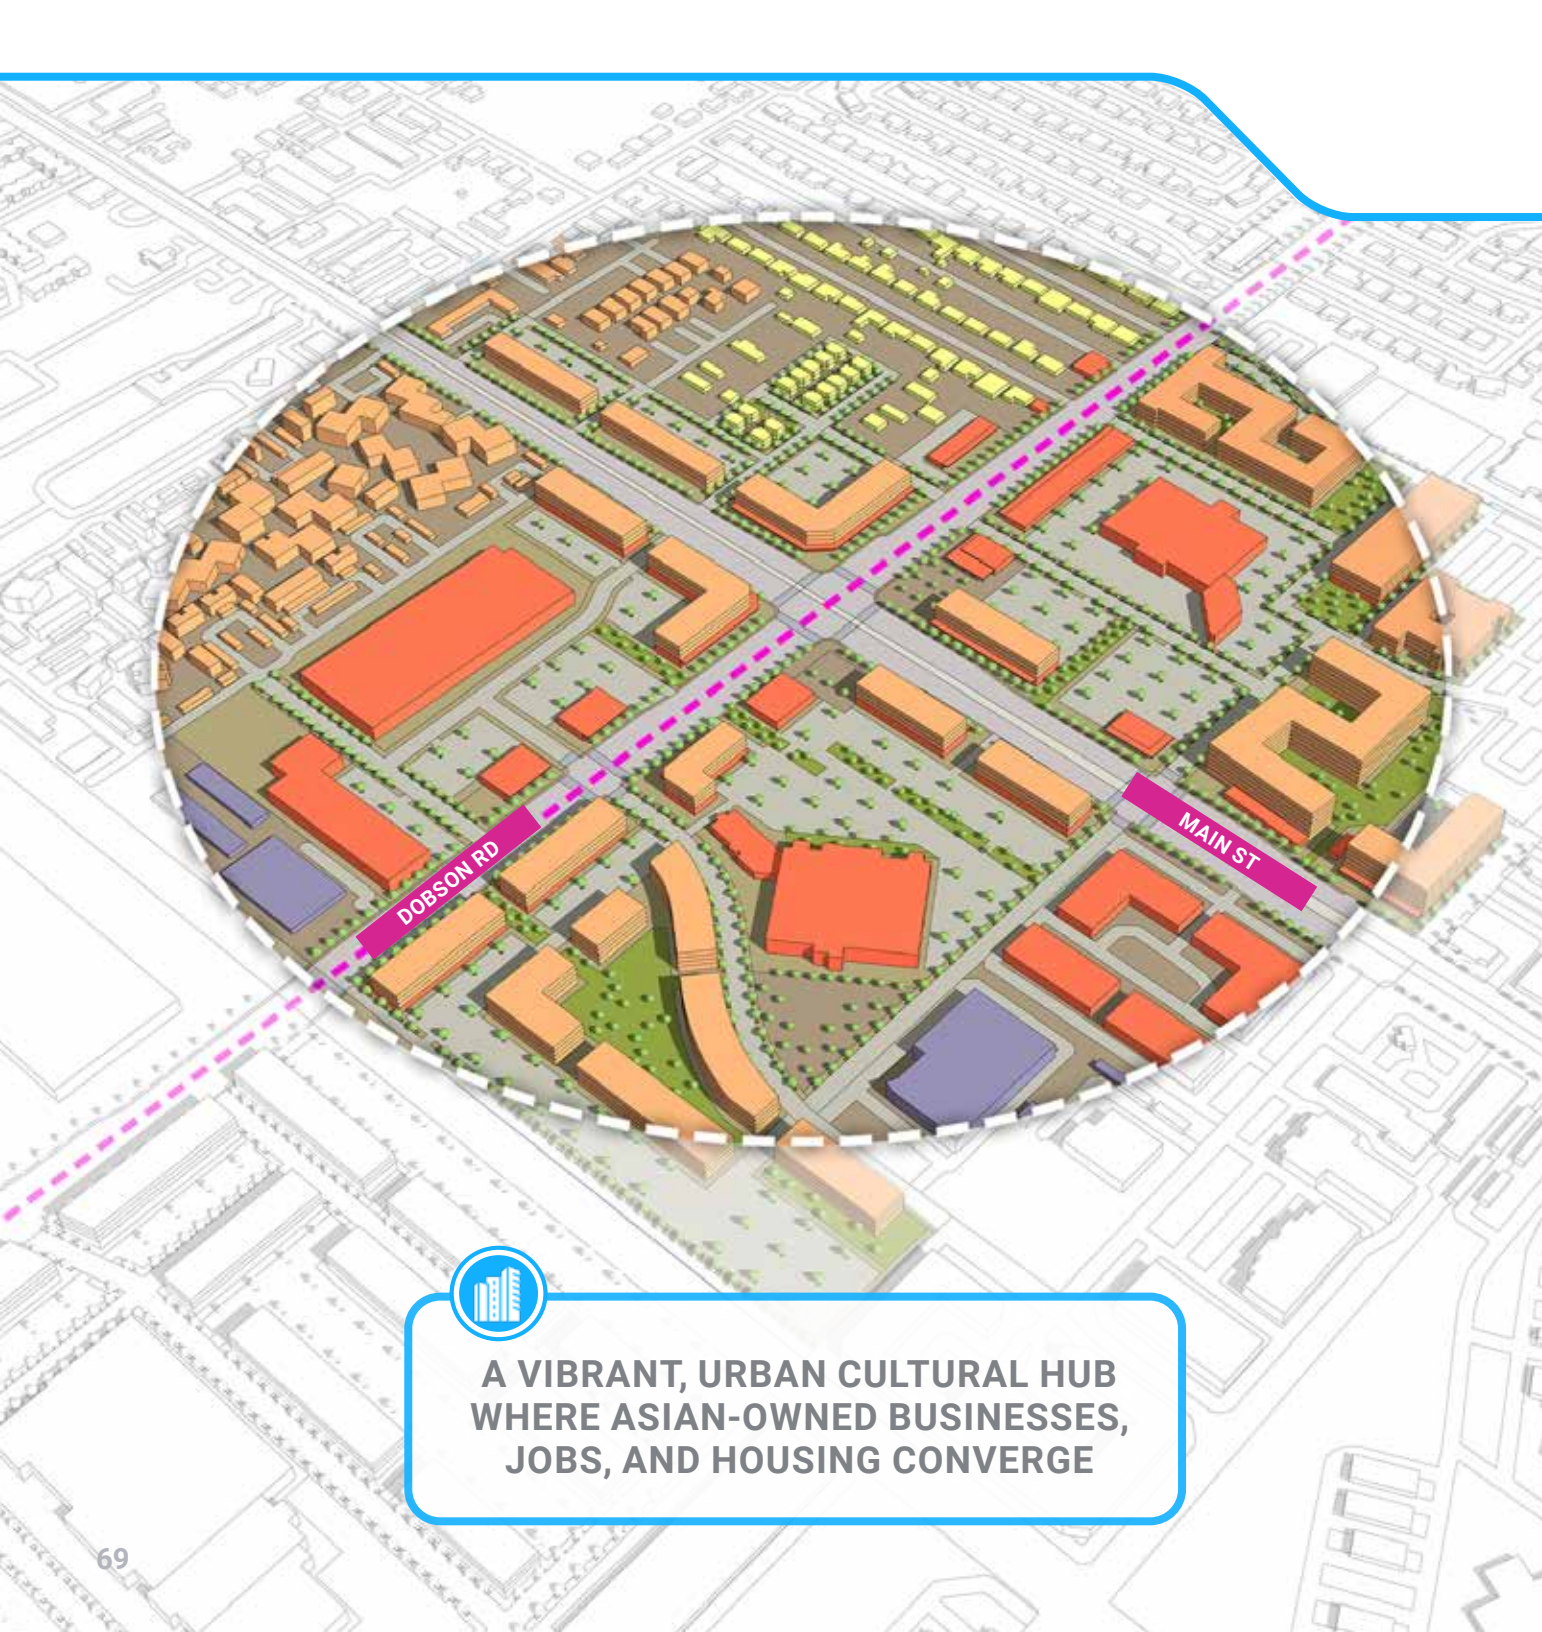 DOBSON RD
MAIN ST
A VIBRANT, URBAN CULTURAL HUB
WHERE ASIAN-OWNED BUSINESSES,
JOBS, AND HOUSING CONVERGE
69